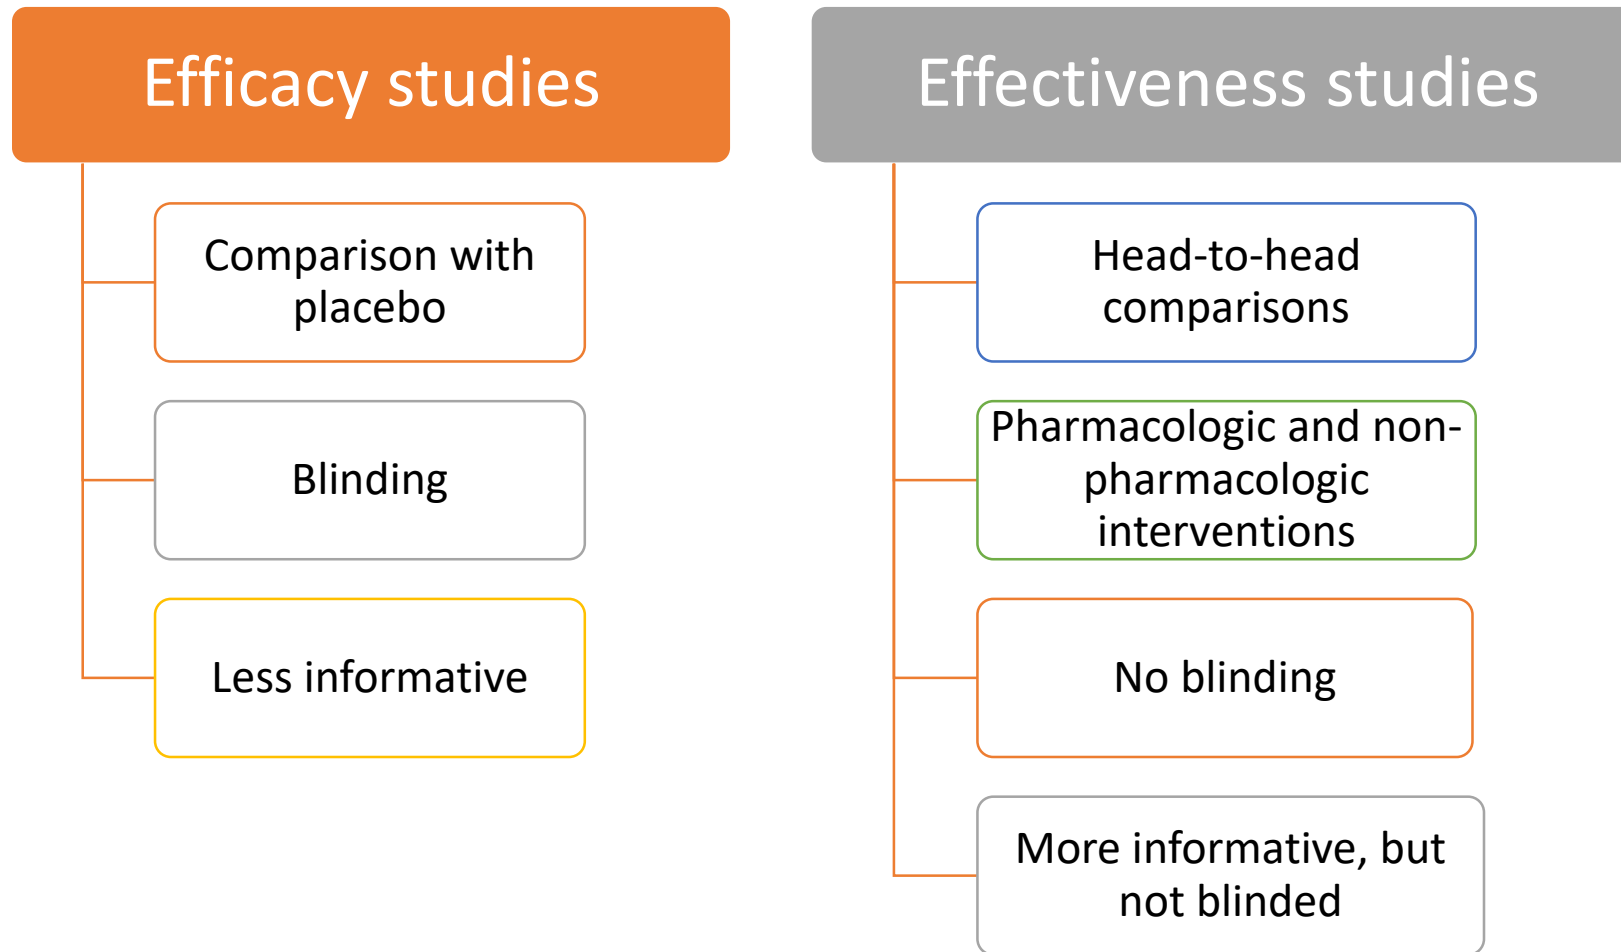 Efficacy studies
Comparison with
placebo
Blinding
Less informative
Effectiveness studies
Head-to-head
comparisons
Pharmacologic and non-
pharmacologic
interventions
No blinding
More informative, but
not blinded